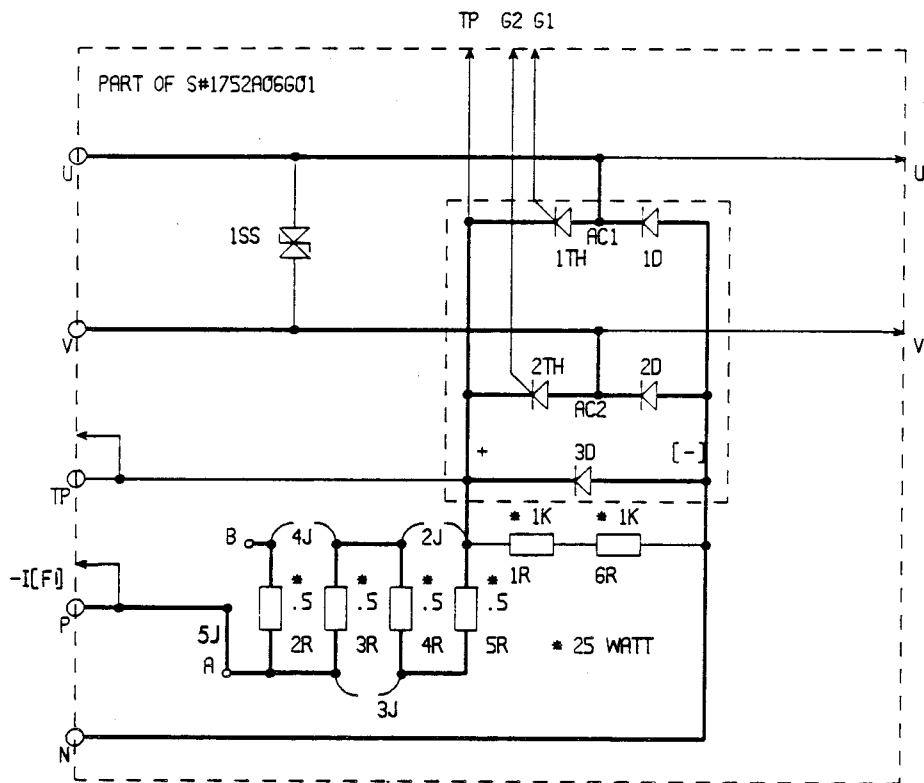 TP G2 G1
PART OF S#1752A06G01
U
U
1SS
AC1
1TH
1D
V
V
2TH
2D
AC2
+
3D
[-]
TP
* 1K
* 1K
B
4J
2J
1R
6R
-I[FI]
* .5
* .5
* .5
* .5
P
5J
2R
3R
4R
5R
* 25 WATT
A
3J
N